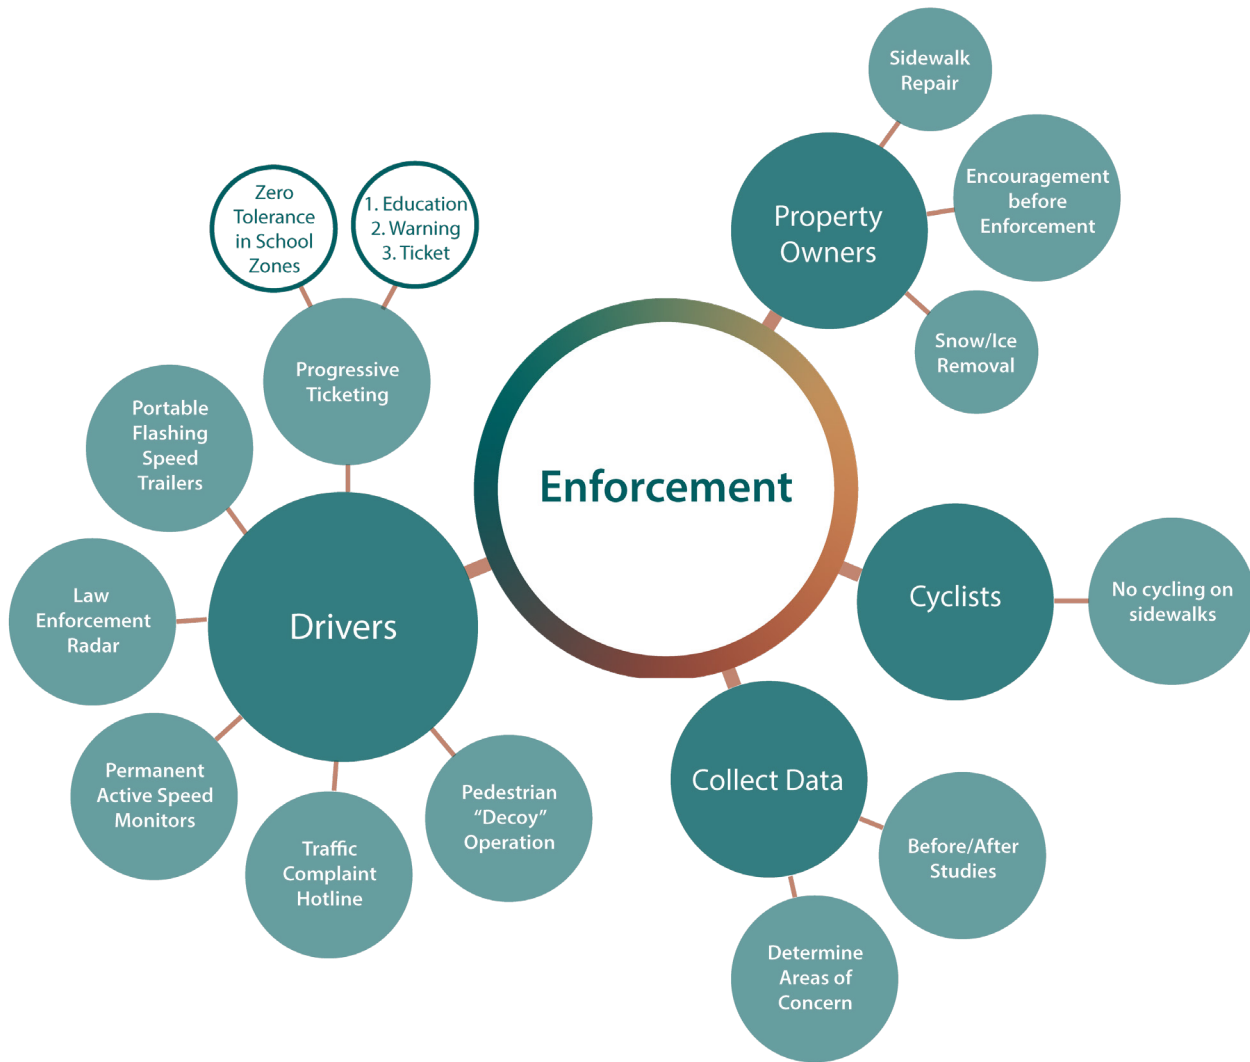 Enforcement
Property
Owners
Sidewalk
Repair
Encouragement
before
Enforcement
Snow/Ice
Removal
Cyclists
No cycling on
sidewalks
Collect Data
Before/After
Studies
Determine
Areas of
Concern
Drivers
Pedestrian
“Decoy”
Operation
Traffic
Complaint
Hotline
Permanent
Active Speed
Monitors
Law
Enforcement
Radar
Portable
Flashing
Speed
Trailers
Progressive
Ticketing
Zero
Tolerance
in School
Zones
1. Education
2. Warning
3. Ticket